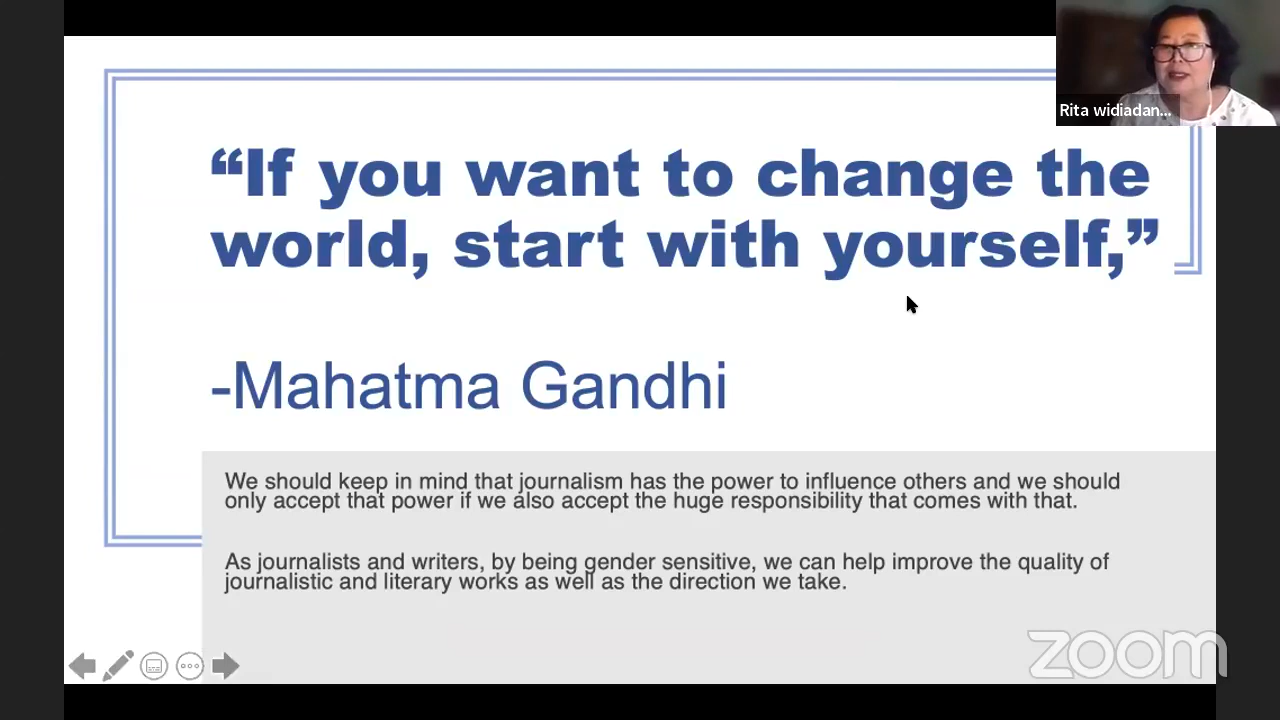 Rita widiadan...
“If you want to change the
world, start with yourself,”
-Mahatma Gandhi
We should keep in mind that journalism has the power to influence others and we should
only accept that power if we also accept the huge responsibility that comes with that.
As journalists and writers, by being gender sensitive, we can help improve the quality of
journalistic and literary works as well as the direction we take.
zoom